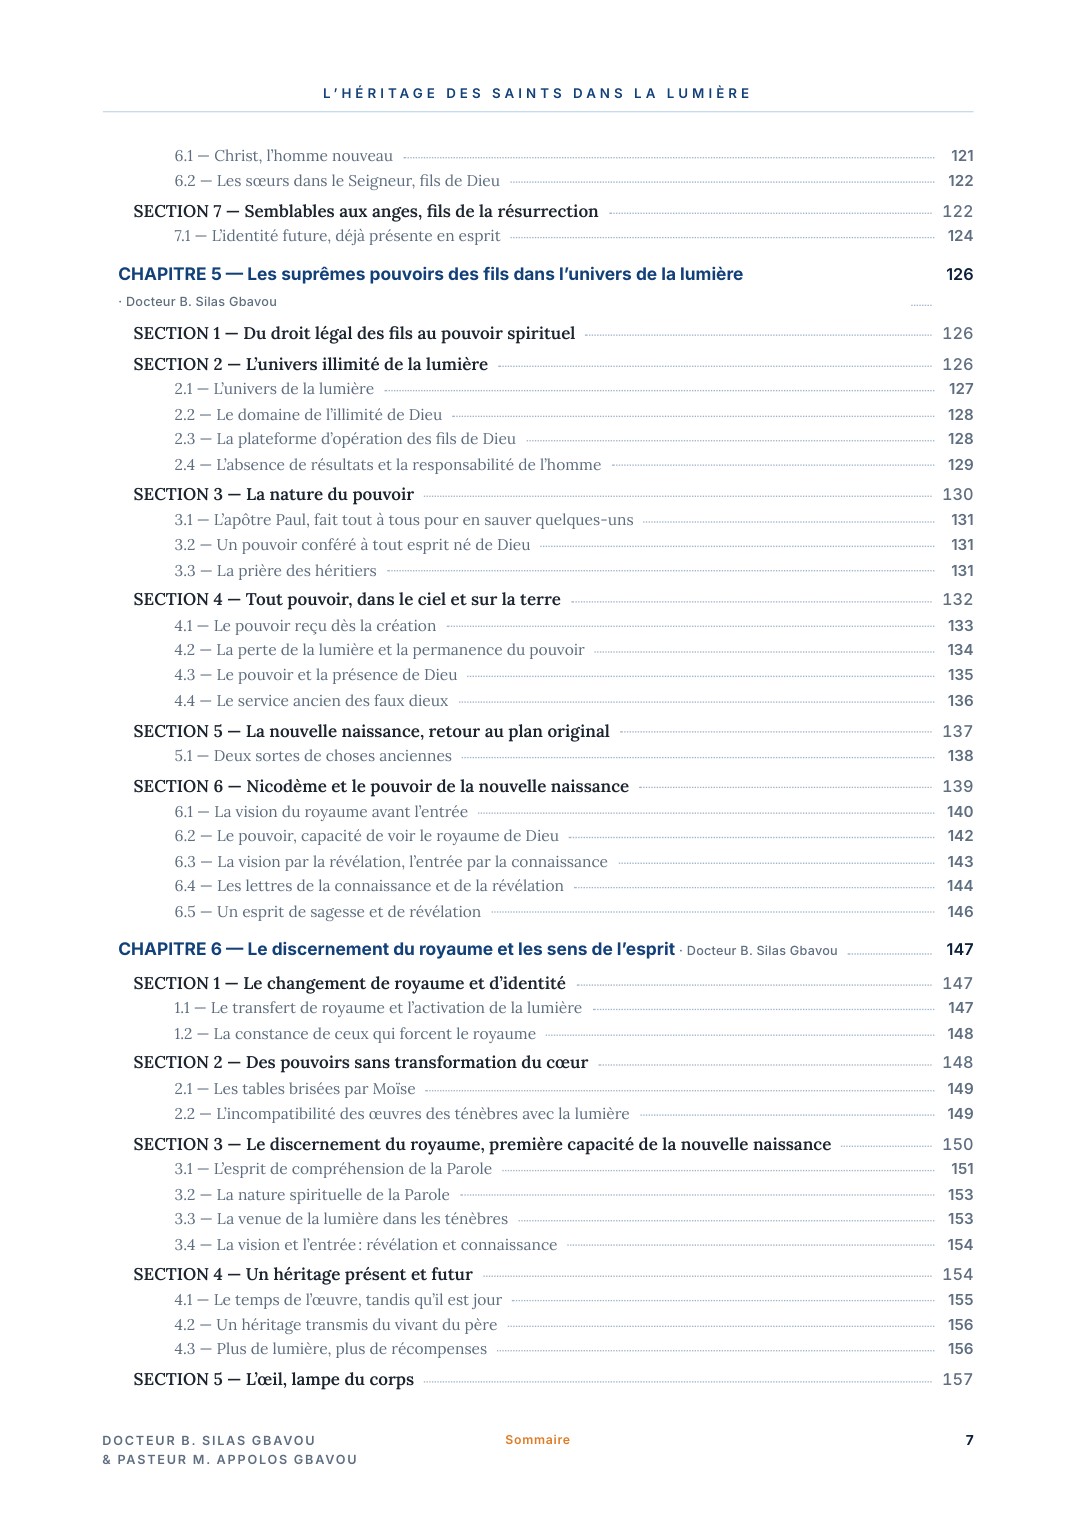 L’HÉRITAGE DES SAINTS DANS LA LUMIÈRE
6.1 — Christ, l’homme nouveau 121
6.2 — Les sœurs dans le Seigneur, fils de Dieu 122
SECTION 7 — Semblables aux anges, fils de la résurrection 122
7.1 — L’identité future, déjà présente en esprit 124
CHAPITRE 5 — Les suprêmes pouvoirs des fils dans l’univers de la lumière 126
· Docteur B. Silas Gbavou
SECTION 1 — Du droit légal des fils au pouvoir spirituel 126
SECTION 2 — L’univers illimité de la lumière 126
2.1 — L’univers de la lumière 127
2.2 — Le domaine de l’illimité de Dieu 128
2.3 — La plateforme d’opération des fils de Dieu 128
2.4 — L’absence de résultats et la responsabilité de l’homme 129
SECTION 3 — La nature du pouvoir 130
3.1 — L’apôtre Paul, fait tout à tous pour en sauver quelques-uns 131
3.2 — Un pouvoir conféré à tout esprit né de Dieu 131
3.3 — La prière des héritiers 131
SECTION 4 — Tout pouvoir, dans le ciel et sur la terre 132
4.1 — Le pouvoir reçu dès la création 133
4.2 — La perte de la lumière et la permanence du pouvoir 134
4.3 — Le pouvoir et la présence de Dieu 135
4.4 — Le service ancien des faux dieux 136
SECTION 5 — La nouvelle naissance, retour au plan original 137
5.1 — Deux sortes de choses anciennes 138
SECTION 6 — Nicodème et le pouvoir de la nouvelle naissance 139
6.1 — La vision du royaume avant l’entrée 140
6.2 — Le pouvoir, capacité de voir le royaume de Dieu 142
6.3 — La vision par la révélation, l’entrée par la connaissance 143
6.4 — Les lettres de la connaissance et de la révélation 144
6.5 — Un esprit de sagesse et de révélation 146
CHAPITRE 6 — Le discernement du royaume et les sens de l’esprit · Docteur B. Silas Gbavou 147
SECTION 1 — Le changement de royaume et d’identité 147
1.1 — Le transfert de royaume et l’activation de la lumière 147
1.2 — La constance de ceux qui forcent le royaume 148
SECTION 2 — Des pouvoirs sans transformation du cœur 148
2.1 — Les tables brisées par Moïse 149
2.2 — L’incompatibilité des œuvres des ténèbres avec la lumière 149
SECTION 3 — Le discernement du royaume, première capacité de la nouvelle naissance 150
3.1 — L’esprit de compréhension de la Parole 151
3.2 — La nature spirituelle de la Parole 153
3.3 — La venue de la lumière dans les ténèbres 153
3.4 — La vision et l’entrée : révélation et connaissance 154
SECTION 4 — Un héritage présent et futur 154
4.1 — Le temps de l’œuvre, tandis qu’il est jour 155
4.2 — Un héritage transmis du vivant du père 156
4.3 — Plus de lumière, plus de récompenses 156
SECTION 5 — L’œil, lampe du corps 157
DOCTEUR B. SILAS GBAVOU
& PASTEUR M. APPOLOS GBAVOU
Sommaire
7